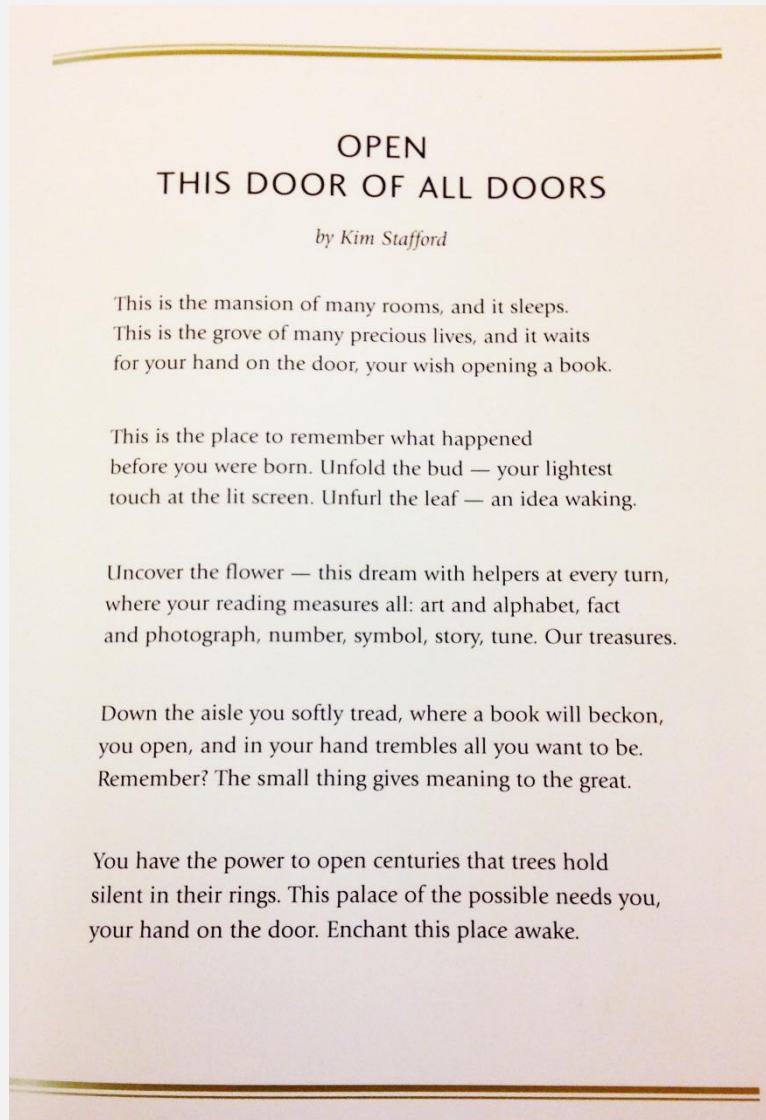 OPEN
THIS DOOR OF ALL DOORS
by Kim Stafford
This is the mansion of many rooms, and it sleeps.
This is the grove of many precious lives, and it waits
for your hand on the door, your wish opening a book.
This is the place to remember what happened
before you were born. Unfold the bud — your lightest
touch at the lit screen. Unfurl the leaf — an idea waking.
Uncover the flower — this dream with helpers at every turn,
where your reading measures all: art and alphabet, fact
and photograph, number, symbol, story, tune. Our treasures.
Down the aisle you softly tread, where a book will beckon,
you open, and in your hand trembles all you want to be.
Remember? The small thing gives meaning to the great.
You have the power to open centuries that trees hold
silent in their rings. This palace of the possible needs you,
your hand on the door. Enchant this place awake.